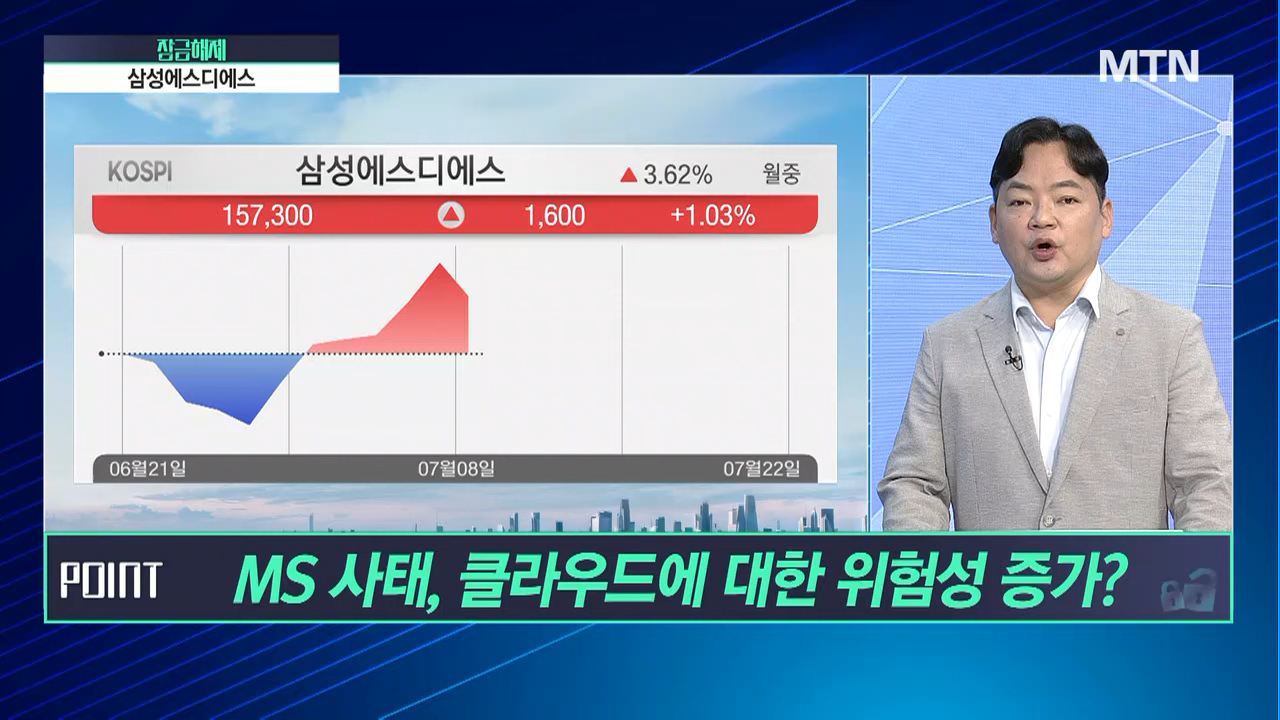 잠금해제
삼성에스디에스
MTN
KOSPI 삼성에스디에스 ▲ 3.62% 월중
157,300 ▲ 1,600 +1.03%
06월21일 07월08일 07월22일
POINT MS 사태, 클라우드에 대한 위험성 증가?